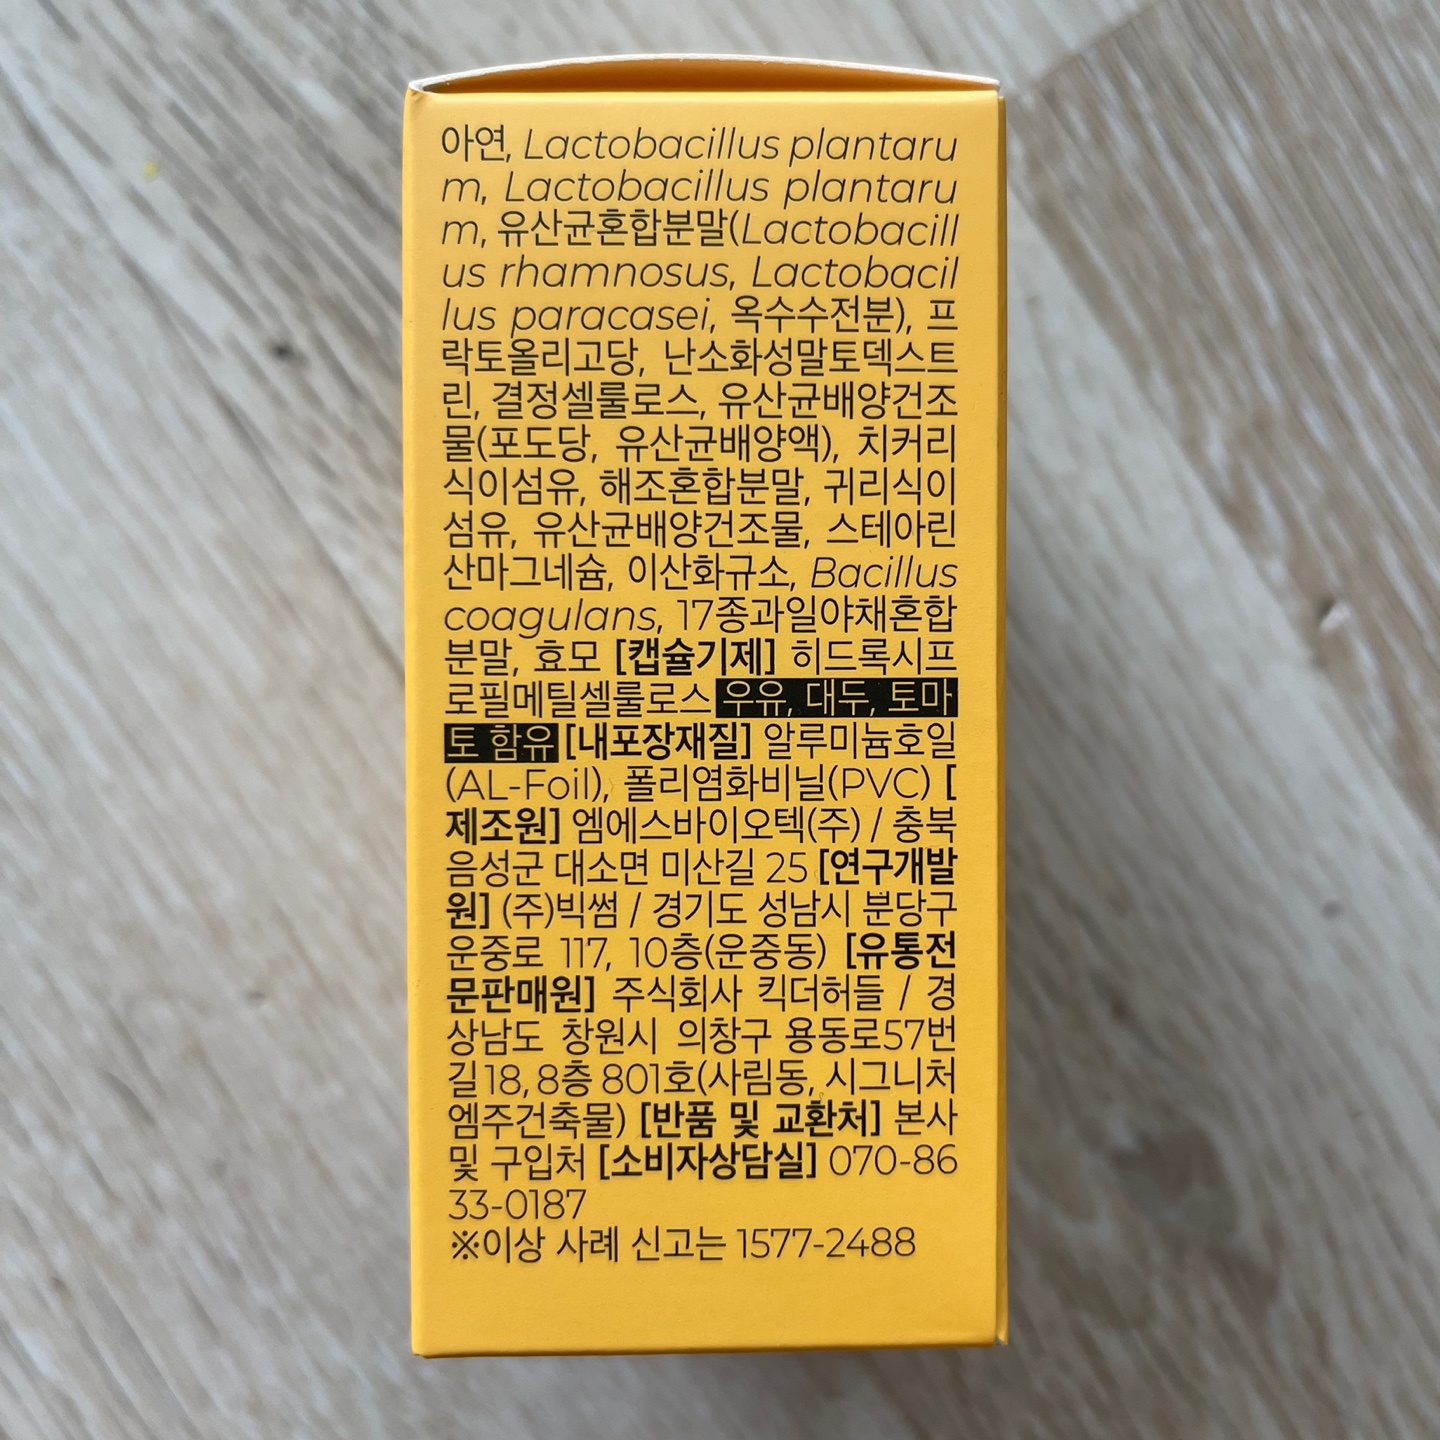 아연, Lactobacillus plantaru
m, Lactobacillus plantaru
m, 유산균혼합분말(Lactobacill
us rhamnosus, Lactobacil
lus paracasei, 옥수수전분), 프
락토올리고당, 난소화성말토덱스트
린, 결정셀룰로스, 유산균배양건조
물(포도당, 유산균배양액), 치커리
식이섬유, 해조혼합분말, 귀리식이
섬유, 유산균배양건조물, 스테아린
산마그네슘, 이산화규소, Bacillus
coagulans, 17종과일야채혼합
분말, 효모 [캡슐기제] 히드록시프
로필메틸셀룰로스 우유, 대두, 토마
토 함유 [내포장재질] 알루미늄호일
(AL-Foil), 폴리염화비닐(PVC) [
제조원] 엠에스바이오텍(주) / 충북
음성군 대소면 미산길 25 [연구개발
원] (주)빅썸 / 경기도 성남시 분당구
운중로 117, 10층(운중동) [유통전
문판매원] 주식회사 킥더허들 / 경
상남도 창원시 의창구 용동로57번
길 18, 8층 801호(사림동, 시그니처
엠주건축물) [반품 및 교환처] 본사
및 구입처 [소비자상담실] 070-86
33-0187
※이상 사례 신고는 1577-2488